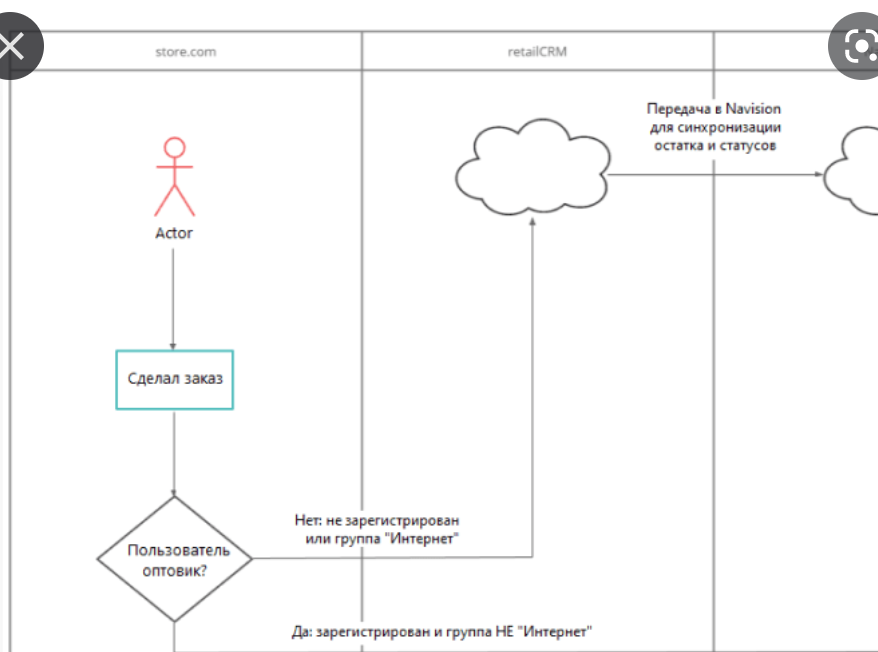 store.com
retailCRM
Передача в Navision
для синхронизации
остатка и статусов
Actor
Сделал заказ
Нет: не зарегистрирован
или группа "Интернет"
Пользователь
оптовик?
Да: зарегистрирован и группа НЕ "Интернет"